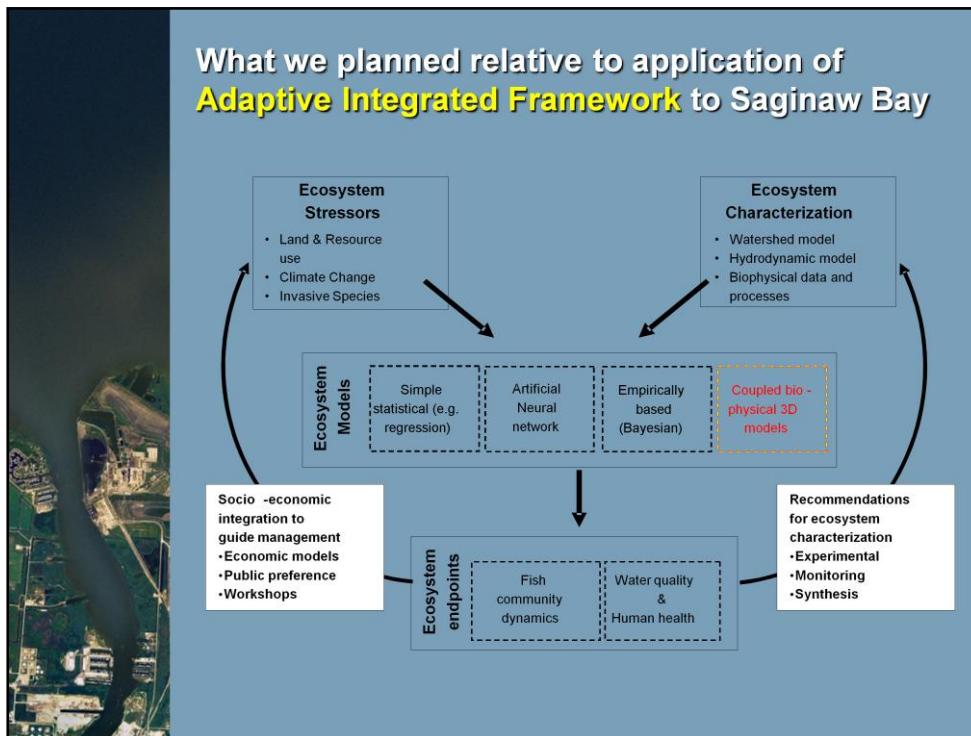 What we planned relative to application of
Adaptive Integrated Framework to Saginaw Bay
Ecosystem
Stressors
• Land & Resource
use
• Climate Change
• Invasive Species
Ecosystem
Characterization
• Watershed model
• Hydrodynamic model
• Biophysical data and
processes
Ecosystem
Models
Simple
statistical (e.g.
regression)
Artificial
Neural
network
Empirically
based
(Bayesian)
Coupled bio -
physical 3D
models
Socio -economic
integration to
guide management
•Economic models
•Public preference
•Workshops
Recommendations
for ecosystem
characterization
•Experimental
•Monitoring
•Synthesis
Ecosystem
endpoints
Fish
community
dynamics
Water quality
&
Human health